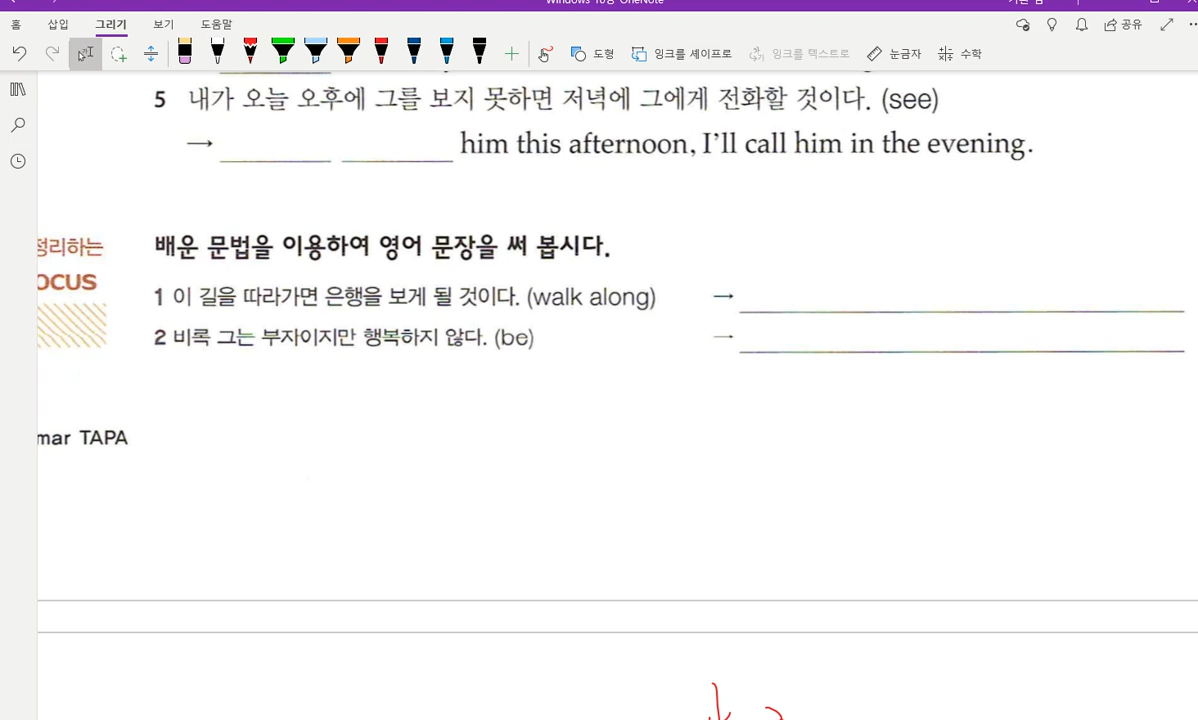 Windows 10용 OneNote
홈 삽입 그리기 보기 도움말
공유
도형 잉크를 셰이프로 잉크를 텍스트로 눈금자 수학
5 내가 오늘 오후에 그를 보지 못하면 저녁에 그에게 전화할 것이다. (see)
→ him this afternoon, I'll call him in the evening.
정리하는
OCUS
배운 문법을 이용하여 영어 문장을 써 봅시다.
1 이 길을 따라가면 은행을 보게 될 것이다. (walk along) →
2 비록 그는 부자이지만 행복하지 않다. (be) →
mar TAPA